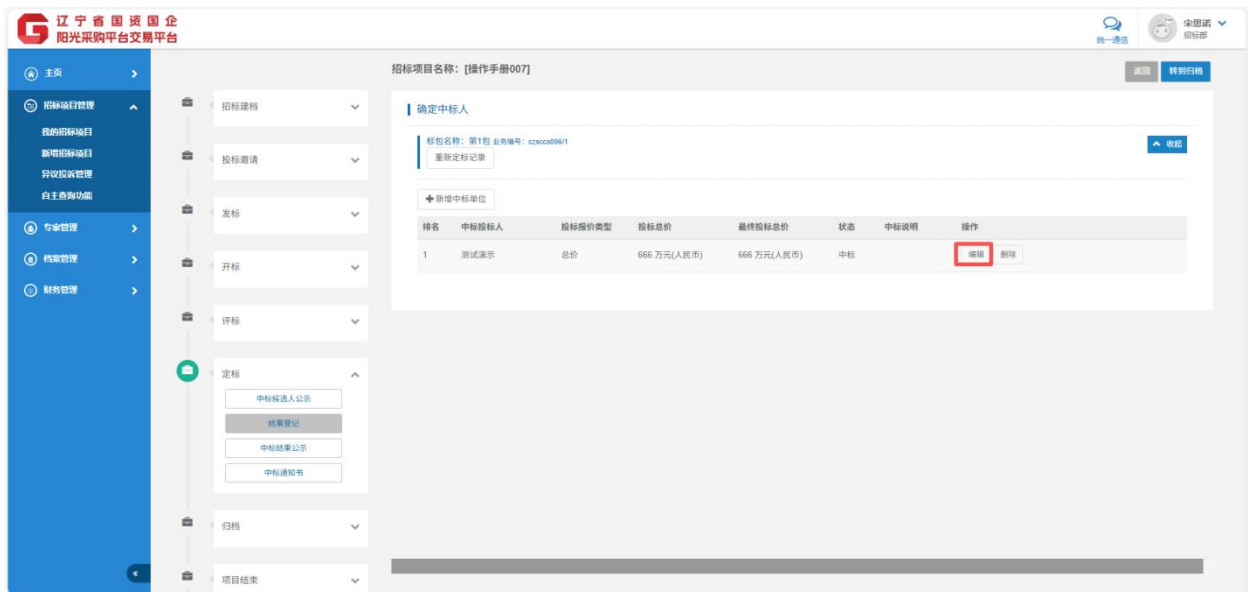 辽宁省国资国企
阳光采购平台交易平台
统一通信
宋思诺
招标部
主页
招标项目管理
我的招标项目
新增招标项目
异议投诉管理
自主查询功能
专家管理
档案管理
财务管理
招标建档
投标邀请
发标
开标
评标
定标
中标候选人公示
结果登记
中标结果公示
中标通知书
归档
项目结束
招标项目名称：[操作手册007]
返回 转到归档
确定中标人
标包名称：第1包 业务编号：czsccs006/1
收起
重新定标记录
新增中标单位
排名 中标投标人 投标报价类型 投标总价 最终投标总价 状态 中标说明 操作
1 测试演示 总价 666 万元(人民币) 666 万元(人民币) 中标 编辑 删除